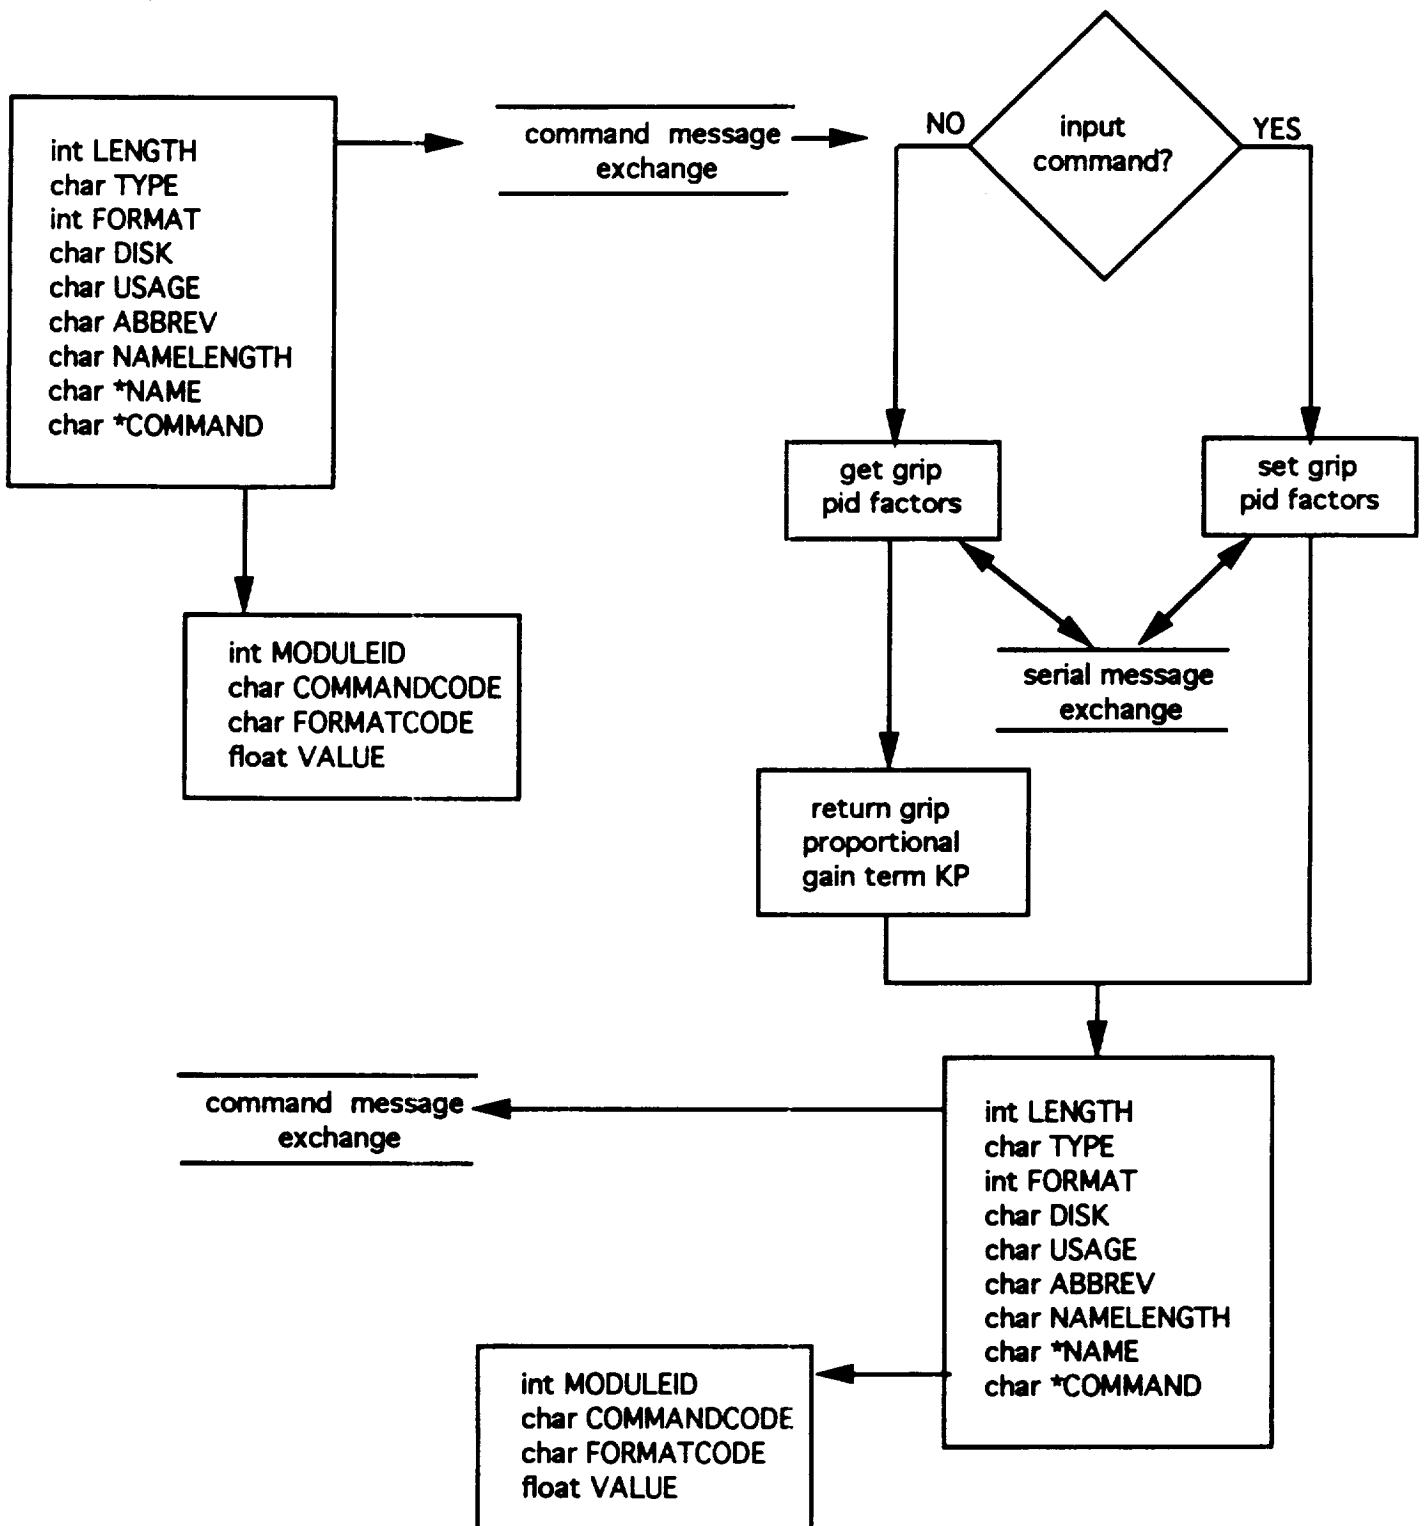 int LENGTH
char TYPE
int FORMAT
char DISK
char USAGE
char ABBREV
char NAMELENGTH
char *NAME
char *COMMAND
command message
exchange
NO
input
command?
YES
get grip
pid factors
set grip
pid factors
int MODULEID
char COMMANDCODE
char FORMATCODE
float VALUE
serial message
exchange
return grip
proportional
gain term KP
command message
exchange
int LENGTH
char TYPE
int FORMAT
char DISK
char USAGE
char ABBREV
char NAMELENGTH
char *NAME
char *COMMAND
int MODULEID
char COMMANDCODE
char FORMATCODE
float VALUE